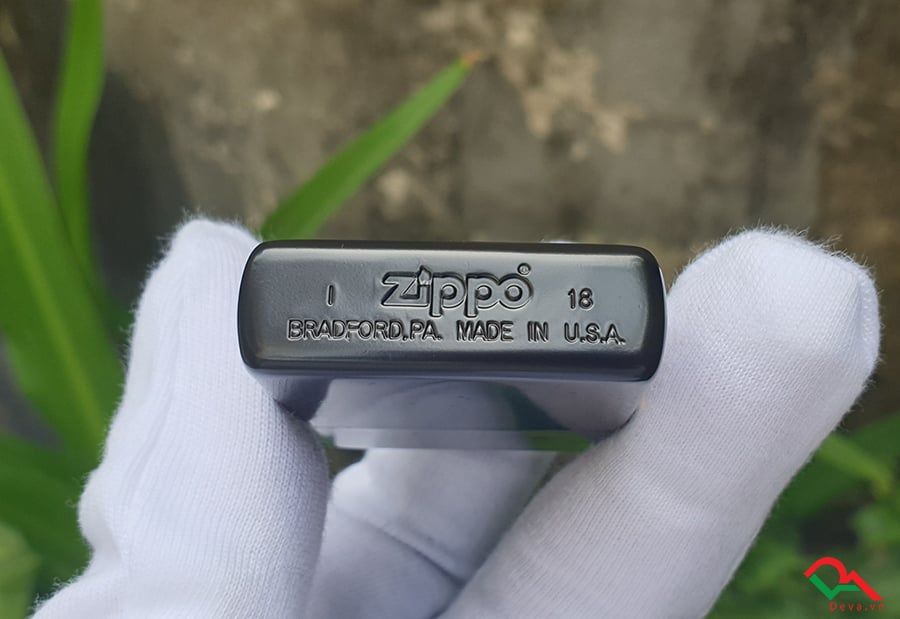 I zippo® 18
BRADFORD,PA. MADE IN U.S.A.
Deva.vn